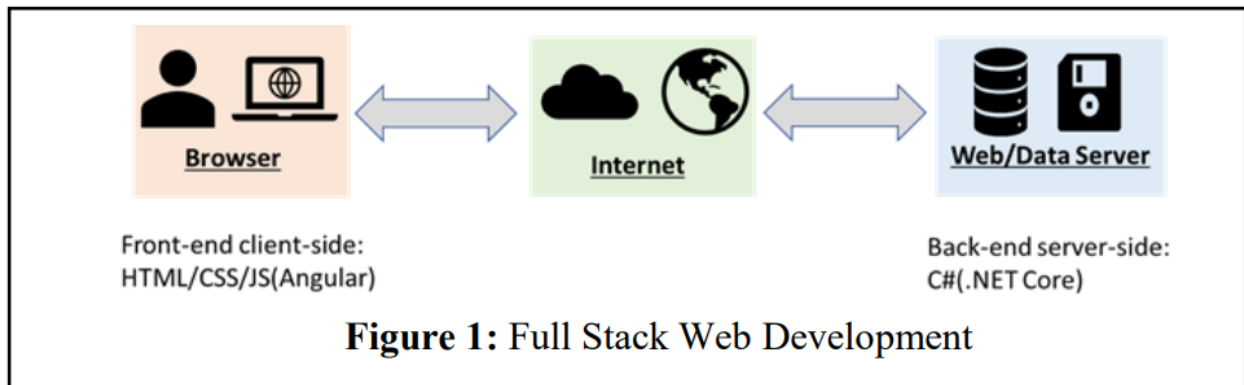 Browser
Internet
Web/Data Server
Front-end client-side:
HTML/CSS/JS(Angular)
Back-end server-side:
C#(.NET Core)
Figure 1: Full Stack Web Development